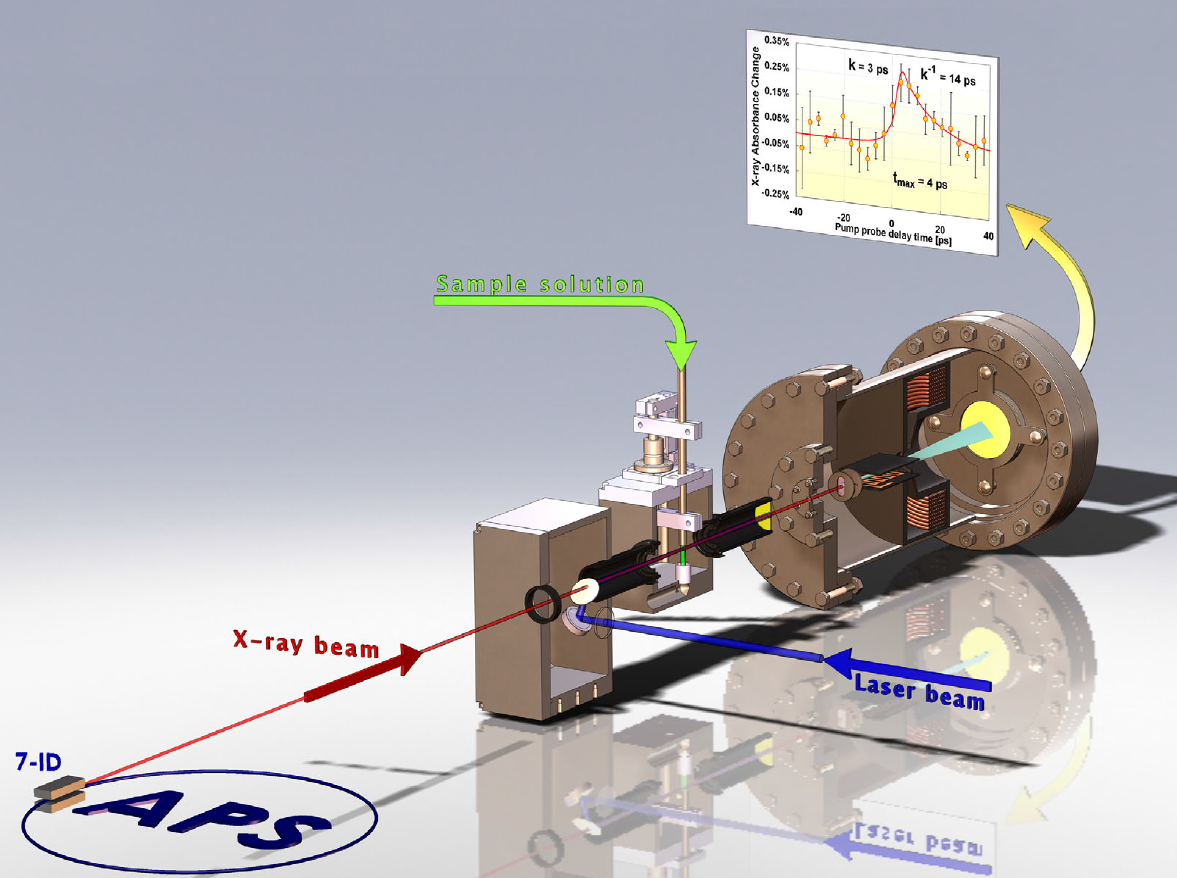 0.35%
0.25%
0.15%
0.05%
-0.05%
-0.15%
-0.25%
X-ray Absorbance Change
k = 3 ps
k⁻¹ = 14 ps
tmax = 4 ps
-40
-20
0
20
40
Pump probe delay time [ps]
Sample solution
X-ray beam
Laser beam
7-ID
APS